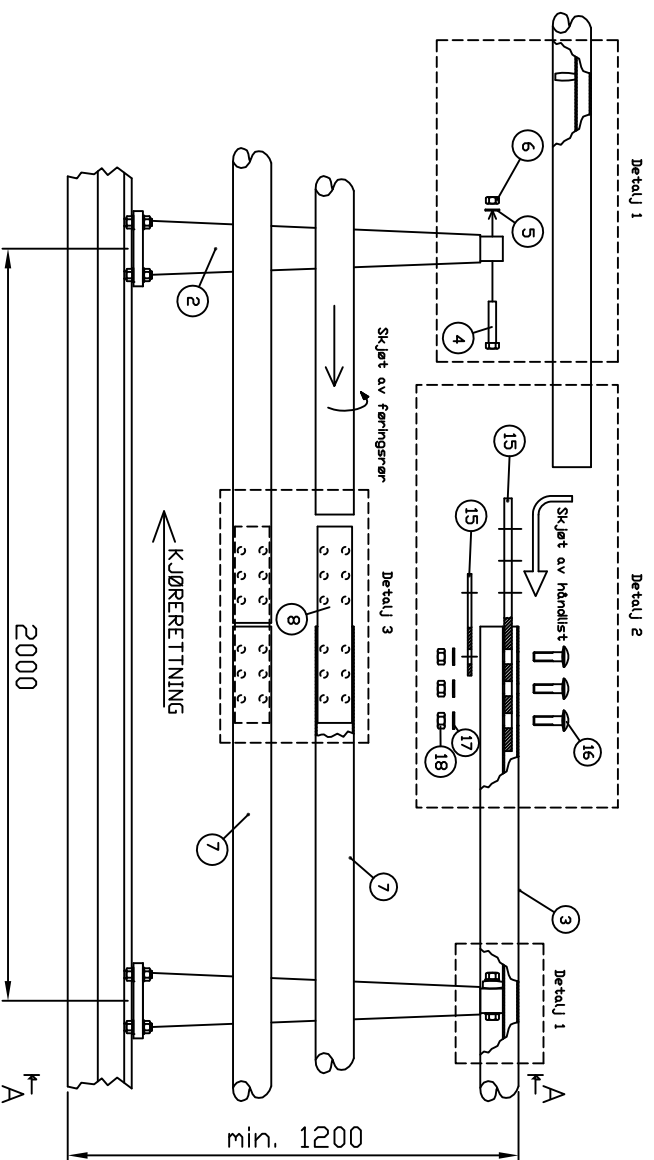 Detalj 1
6
5
4
2
Skjøt av føringsrør
Detalj 2
Skjøt av håndlist
15
15
16
17
18
Detalj 3
8
KJØRERETTNING
7
7
3
Detalj 1
A
A
2000
min. 1200